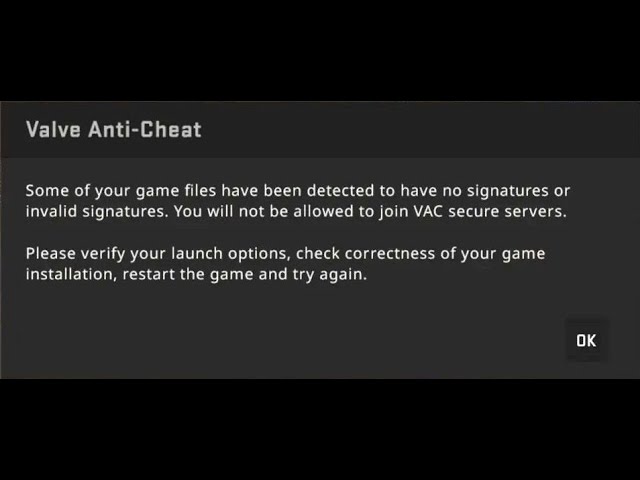 Valve Anti-Cheat
Some of your game files have been detected to have no signatures or
invalid signatures. You will not be allowed to join VAC secure servers.
Please verify your launch options, check correctness of your game
installation, restart the game and try again.
OK